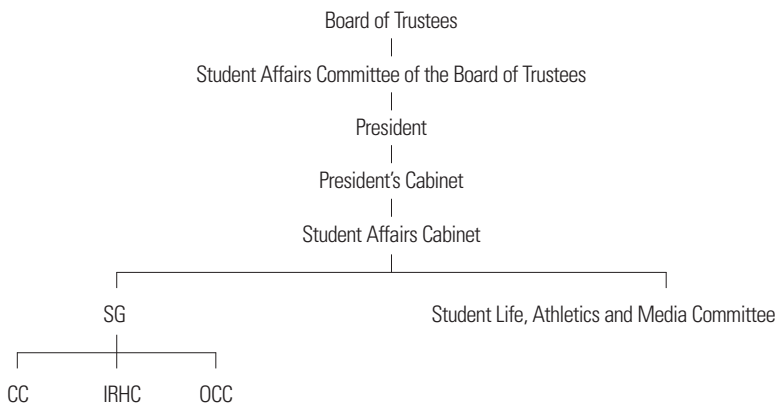 Board of Trustees
Student Affairs Committee of the Board of Trustees
President
President's Cabinet
Student Affairs Cabinet
SG
Student Life, Athletics and Media Committee
CC
IRHC
OCC